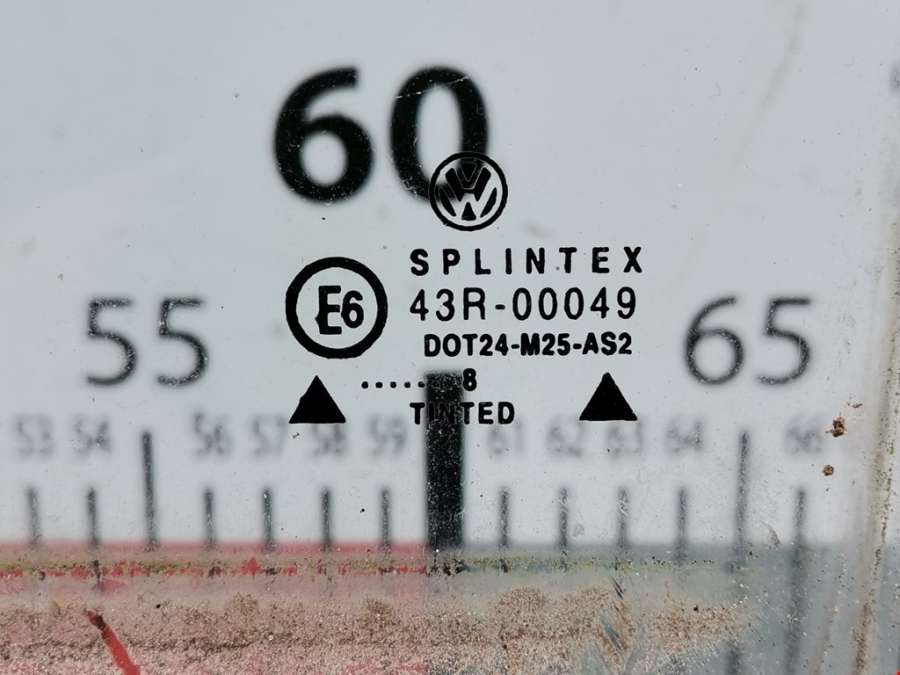 60
SPLINTEX
E6
43R-00049
55
65
DOT24-M25-AS2
.......8
TINTED
53 54 56 57 58 59 61 62 63 64 66